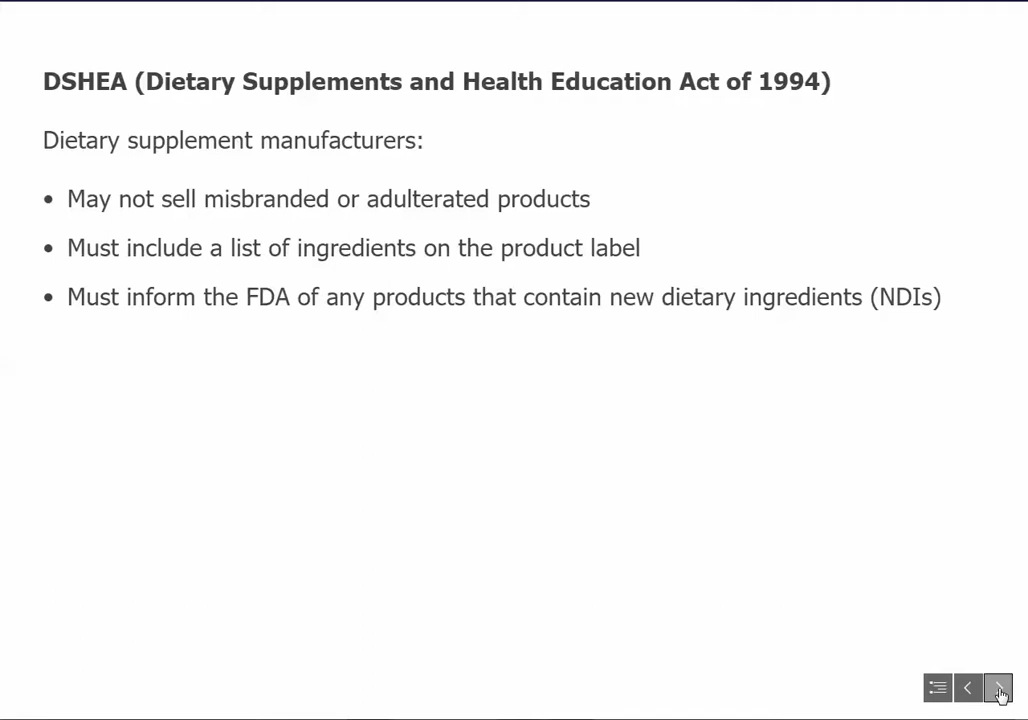 DSHEA (Dietary Supplements and Health Education Act of 1994)
Dietary supplement manufacturers:
• May not sell misbranded or adulterated products
• Must include a list of ingredients on the product label
• Must inform the FDA of any products that contain new dietary ingredients (NDIs)